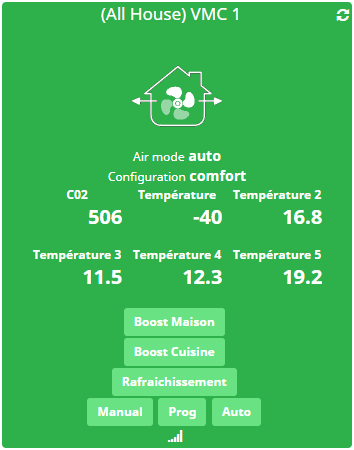 (All House) VMC 1
Air mode auto
Configuration comfort
C02 Température Température 2
506 -40 16.8
Température 3 Température 4 Température 5
11.5 12.3 19.2
Boost Maison
Boost Cuisine
Rafraichissement
Manual Prog Auto